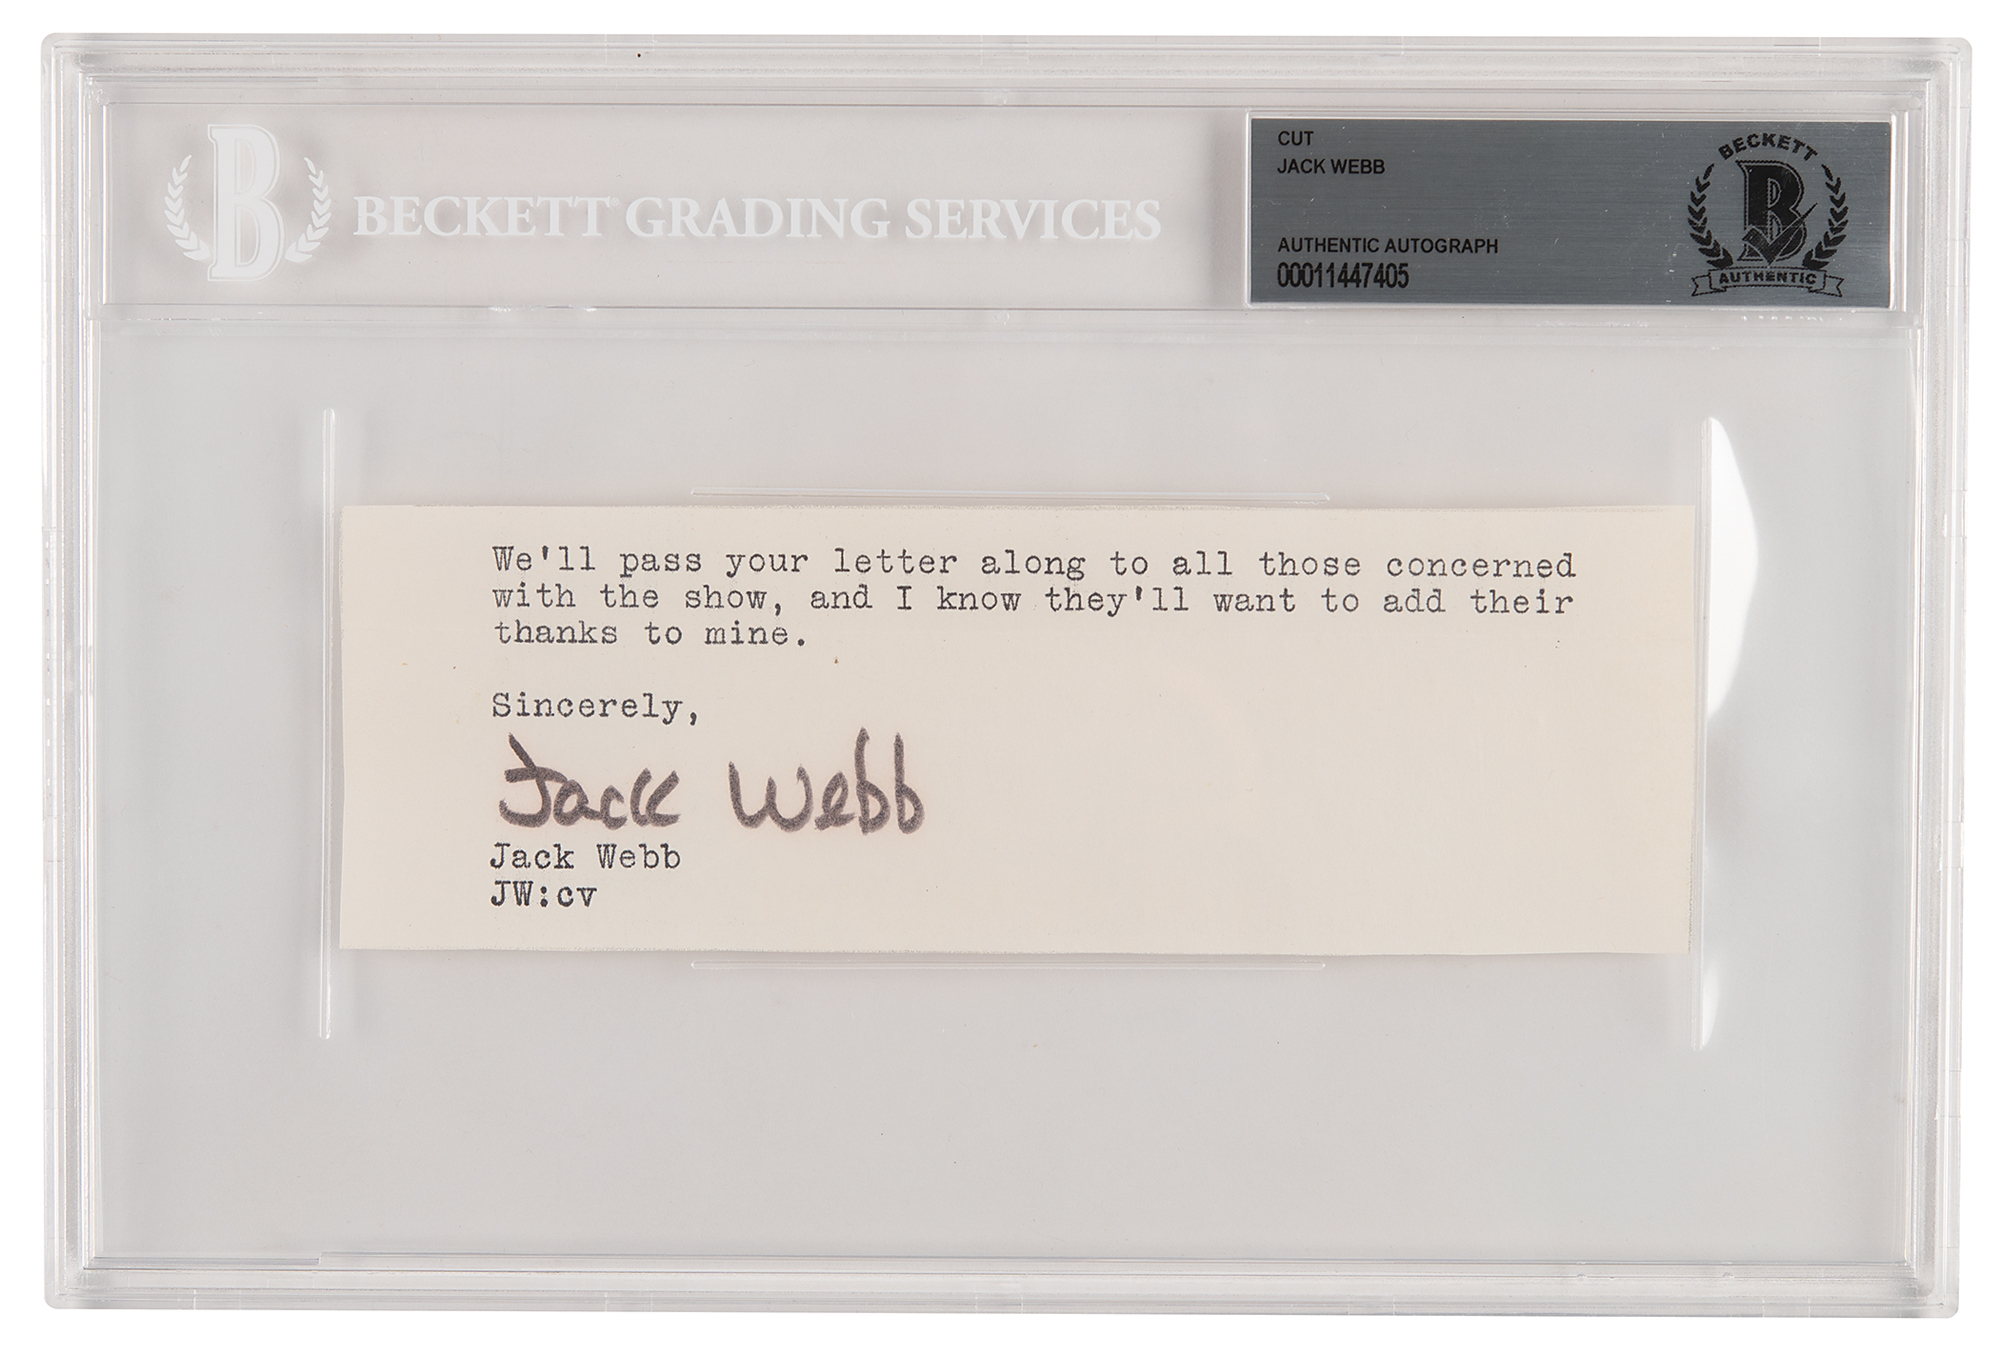 B BECKETT GRADING SERVICES
CUT
JACK WEBB
AUTHENTIC AUTOGRAPH
00011447405
BECKETT
B
AUTHENTIC
We'll pass your letter along to all those concerned
with the show, and I know they'll want to add their
thanks to mine.
Sincerely,
Jack Webb
Jack Webb
JW:cv